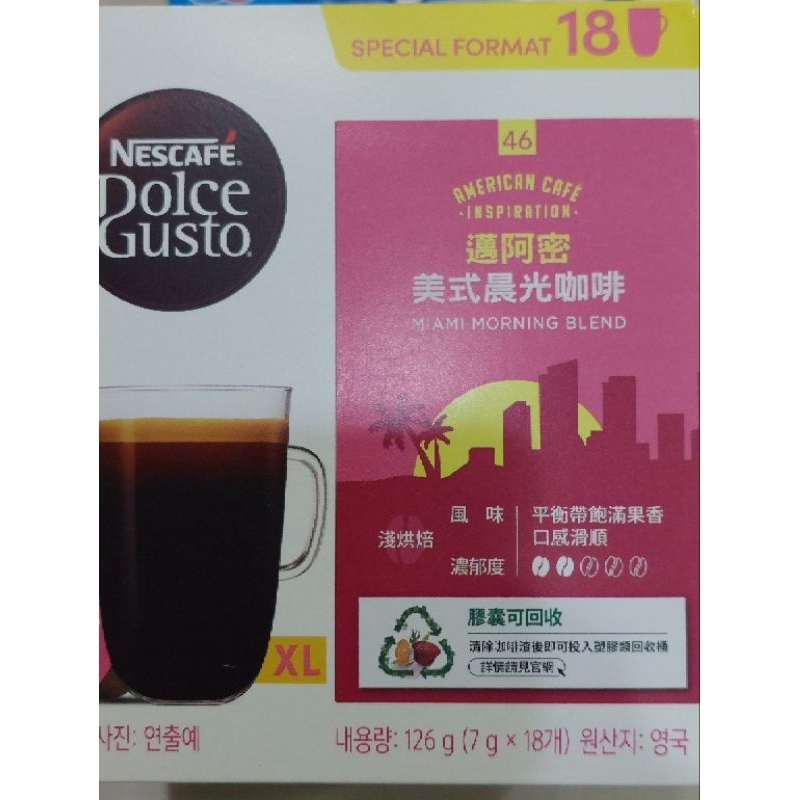 SPECIAL FORMAT 18
NESCAFÉ
Dolce
Gusto
46
AMERICAN CAFÉ
INSPIRATION
邁阿密
美式晨光咖啡
MIAMI MORNING BLEND
淺烘焙
風味
平衡帶飽滿果香
口感滑順
濃郁度
膠囊可回收
清除咖啡渣後即可投入塑膠類回收桶
詳情請見官網
XL
사진: 연출예
내용량: 126 g (7 g × 18개) 원산지: 영국